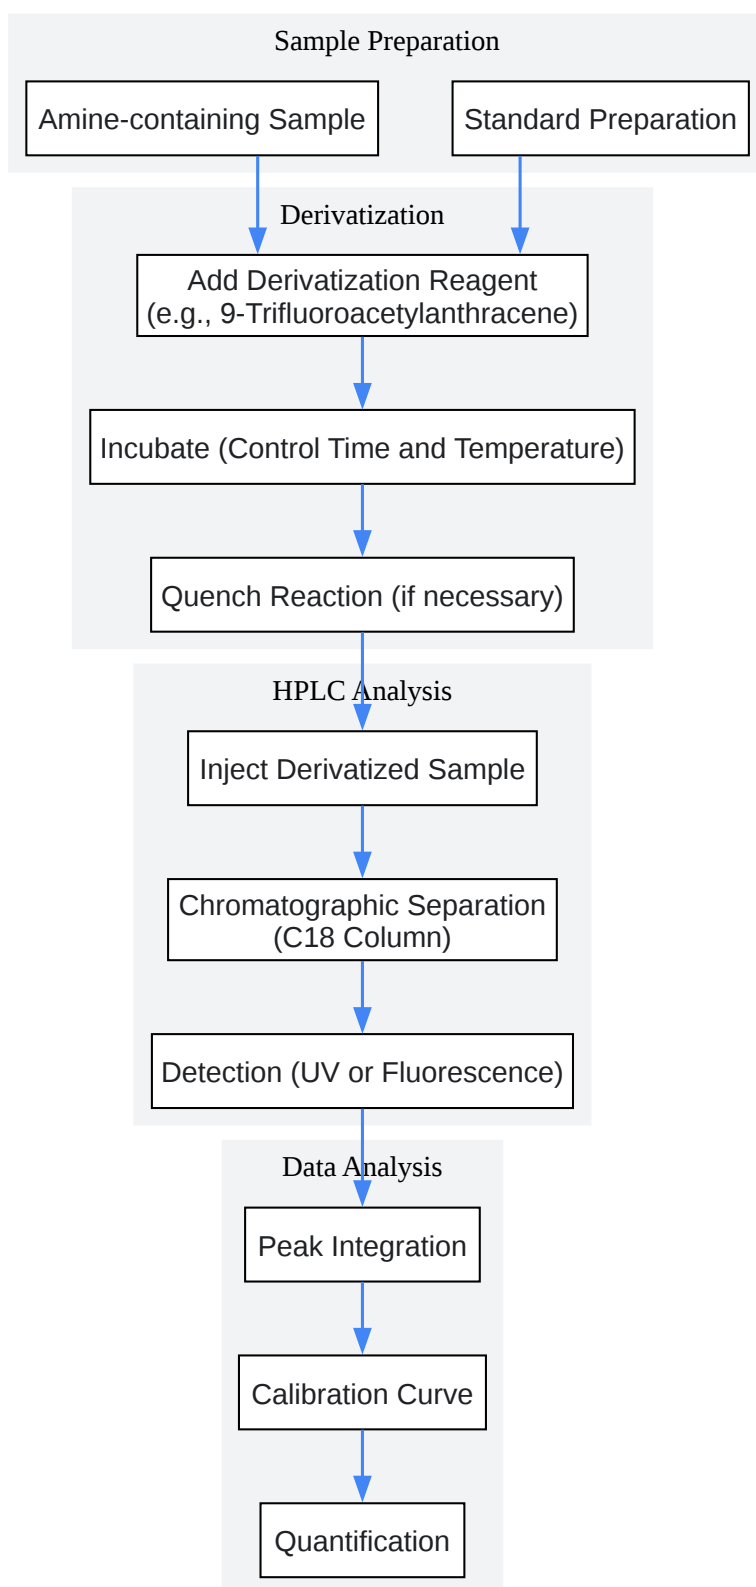 Sample Preparation
Amine-containing Sample
Standard Preparation
Derivatization
Add Derivatization Reagent
(e.g., 9-Trifluoroacetylanthracene)
Incubate (Control Time and Temperature)
Quench Reaction (if necessary)
HPLC Analysis
Inject Derivatized Sample
Chromatographic Separation
(C18 Column)
Detection (UV or Fluorescence)
Data Analysis
Peak Integration
Calibration Curve
Quantification